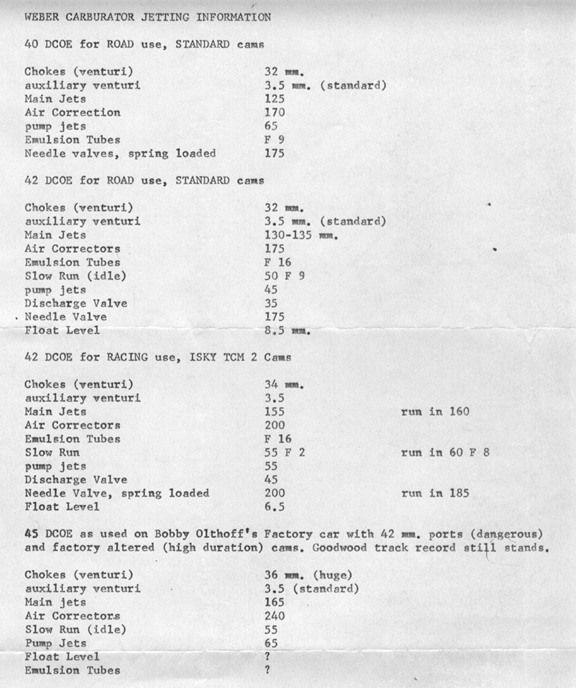 WEBER CARBURATOR JETTING INFORMATION
40 DCOE for ROAD use, STANDARD cams
Chokes (venturi) 32 mm.
auxiliary venturi 3.5 mm. (standard)
Main Jets 125
Air Correction 170
pump jets 65
Emulsion Tubes F 9
Needle valves, spring loaded 175
42 DCOE for ROAD use, STANDARD cams
Chokes (venturi) 32 mm.
auxiliary venturi 3.5 mm. (standard)
Main Jets 130-135 mm.
Air Correctors 175
Emulsion Tubes F 16
Slow Run (idle) 50 F 9
pump jets 45
Discharge Valve 35
Needle Valve 175
Float Level 8.5 mm.
42 DCOE for RACING use, ISKY TCM 2 Cams
Chokes (venturi) 34 mm.
auxiliary venturi 3.5
Main Jets 155 run in 160
Air Correctors 200
Emulsion Tubes F 16
Slow Run 55 F 2 run in 60 F 8
pump jets 55
Discharge Valve 45
Needle Valve, spring loaded 200 run in 185
Float Level 6.5
45 DCOE as used on Bobby Olthoff's Factory car with 42 mm. ports (dangerous)
and factory altered (high duration) cams. Goodwood track record still stands.
Chokes (venturi) 36 mm. (huge)
auxiliary venturi 3.5 (standard)
Main jets 165
Air Correctors 240
Slow Run (idle) 55
Pump Jets 65
Float Level ?
Emulsion Tubes ?